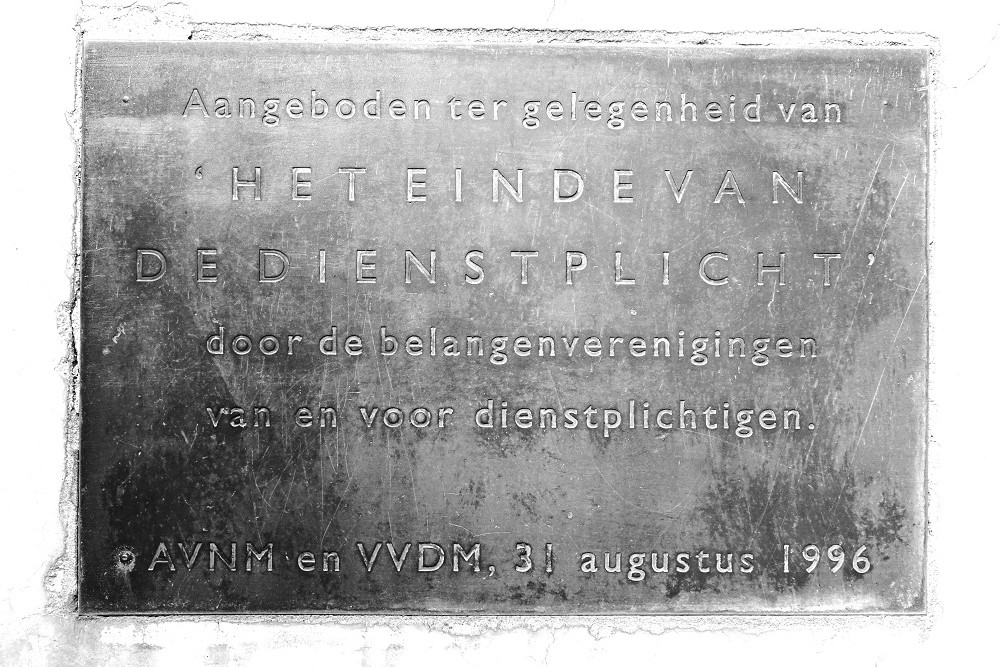 Aangeboden ter gelegenheid van
‘HET EINDE VAN
DE DIENSTPLICHT’
door de belangenverenigingen
van en voor dienstplichtigen.
AVNM en VVDM, 31 augustus 1996